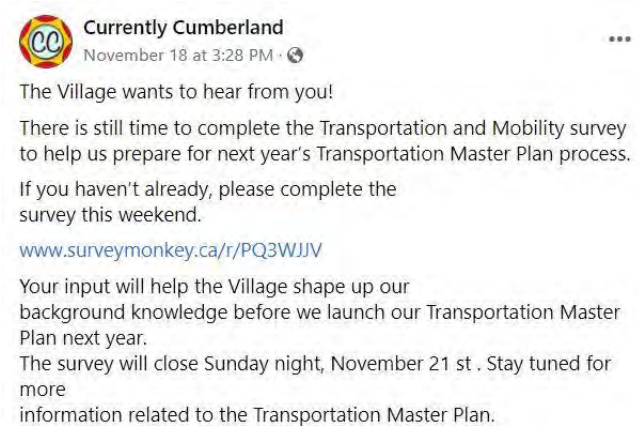 CC
Currently Cumberland
November 18 at 3:28 PM ·
The Village wants to hear from you!
There is still time to complete the Transportation and Mobility survey
to help us prepare for next year's Transportation Master Plan process.
If you haven't already, please complete the
survey this weekend.
www.surveymonkey.ca/r/PQ3WJJV
Your input will help the Village shape up our
background knowledge before we launch our Transportation Master
Plan next year.
The survey will close Sunday night, November 21 st . Stay tuned for
more
information related to the Transportation Master Plan.